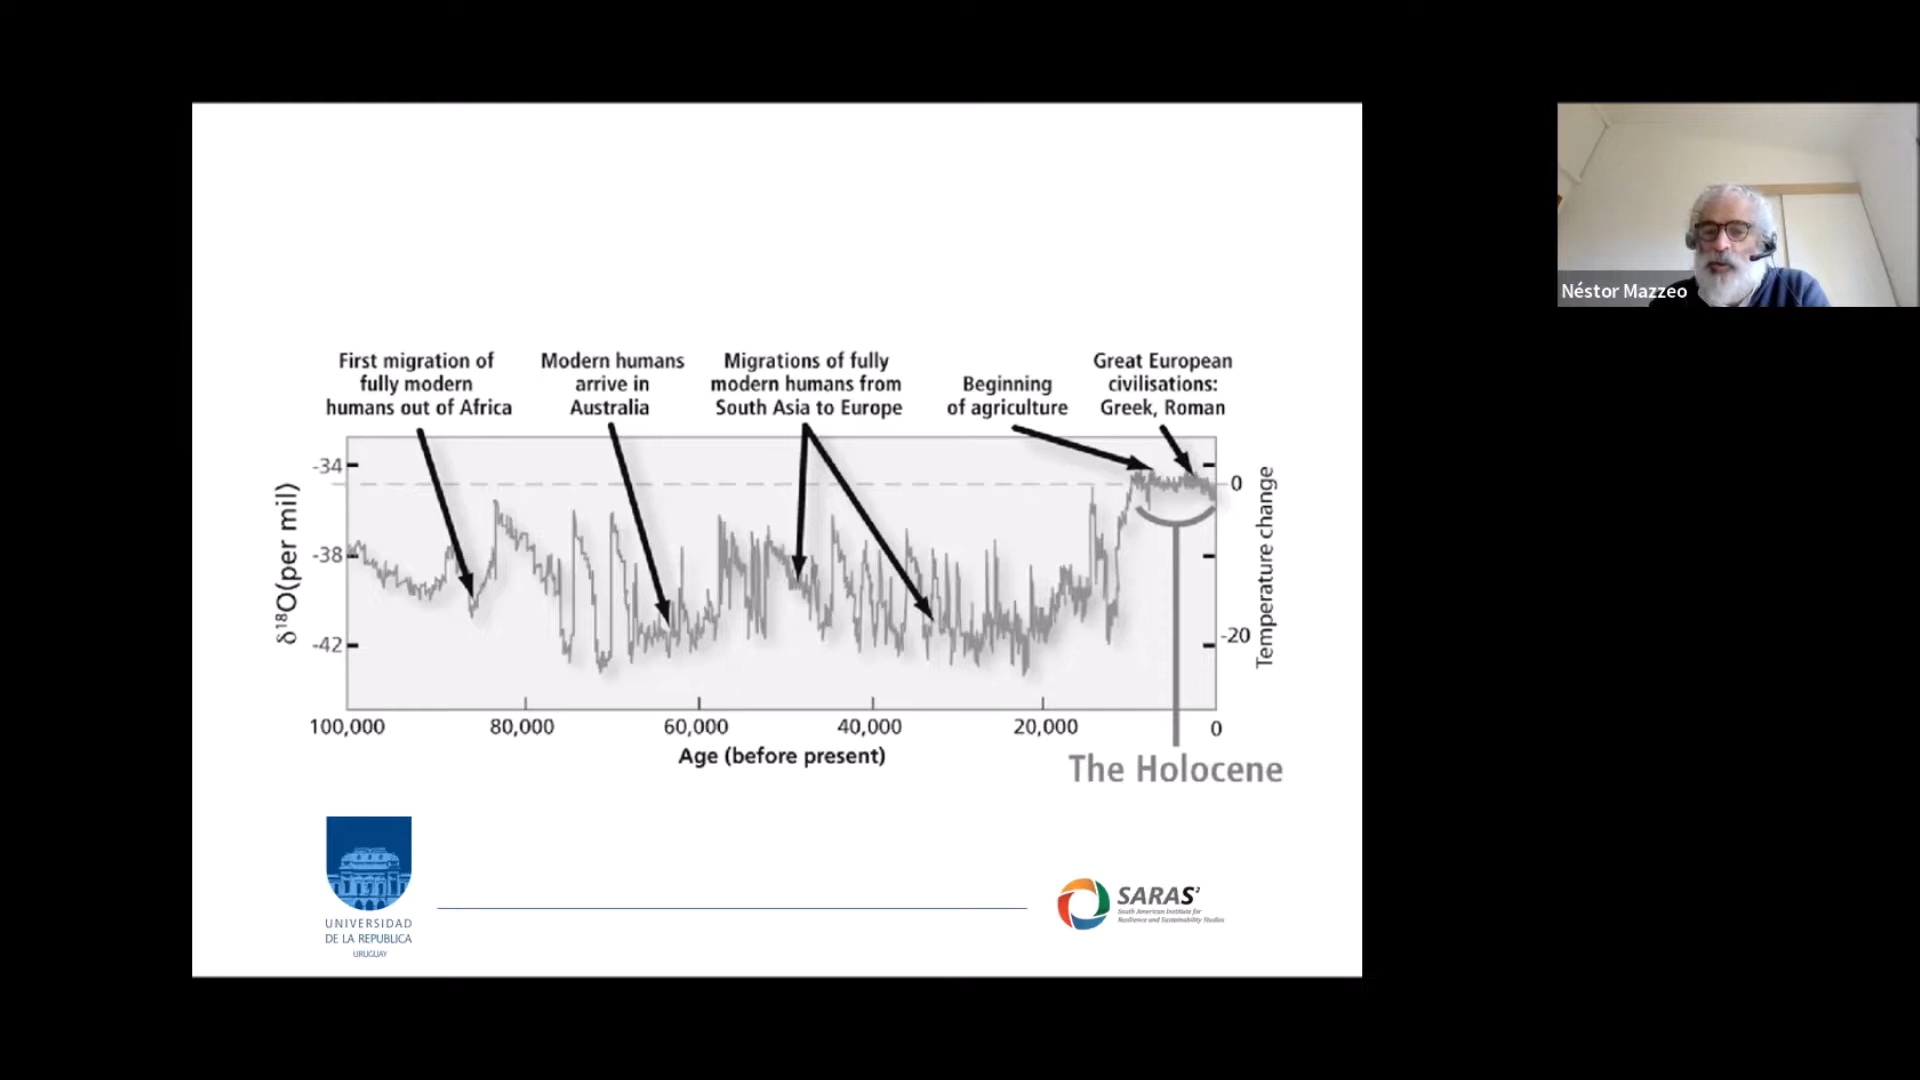 First migration of
fully modern
humans out of Africa
Modern humans
arrive in
Australia
Migrations of fully
modern humans from
South Asia to Europe
Beginning
of agriculture
Great European
civilisations:
Greek, Roman
-34
-38
-42
δ¹⁸O(per mil)
0
-20
Temperature change
100,000
80,000
60,000
40,000
20,000
0
Age (before present)
The Holocene
UNIVERSIDAD
DE LA REPUBLICA
URUGUAY
SARAS²
South American Institute for
Resilience and Sustainability Studies
Néstor Mazzeo